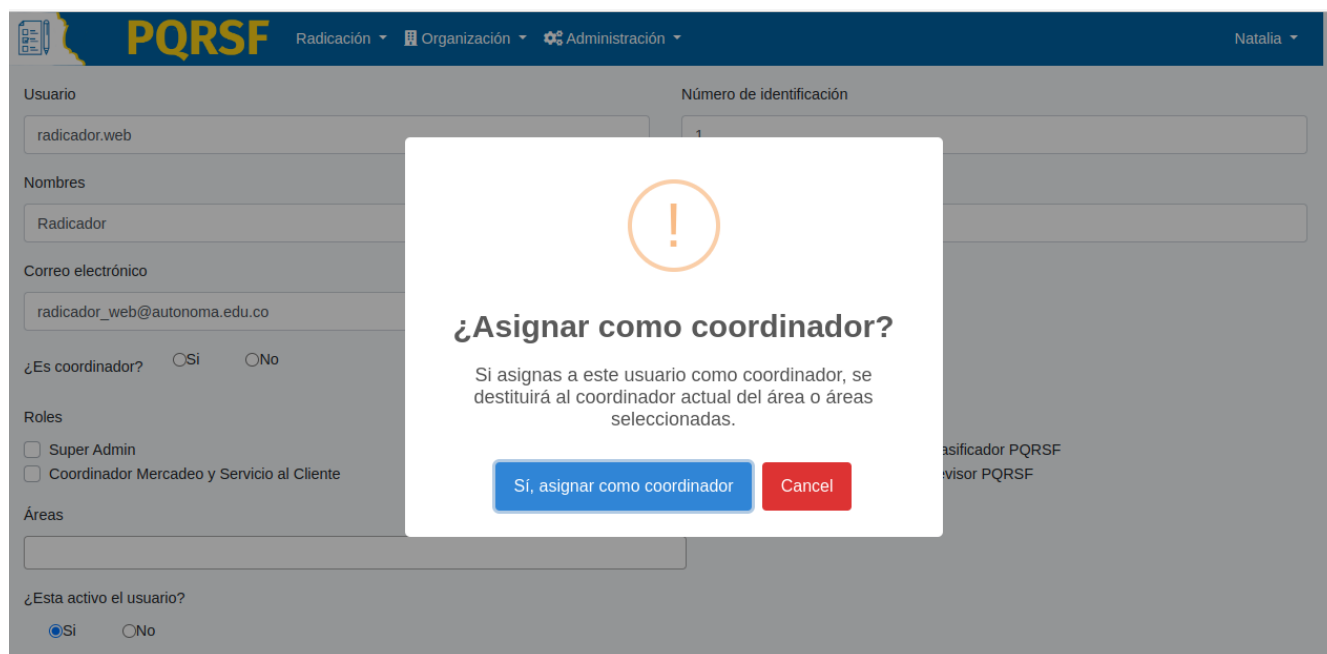 PQRSF Radicación Organización Administración Natalia
Usuario Número de identificación
radicador.web 1
Nombres
Radicador
Correo electrónico
radicador_web@autonoma.edu.co
¿Es coordinador? Si No
Roles
Super Admin PQRSF
Coordinador Mercadeo y Servicio al Cliente PQRSF
Áreas
¿Esta activo el usuario?
Si No
!
¿Asignar como coordinador?
Si asignas a este usuario como coordinador, se
destituirá al coordinador actual del área o áreas
seleccionadas.
Sí, asignar como coordinador Cancel